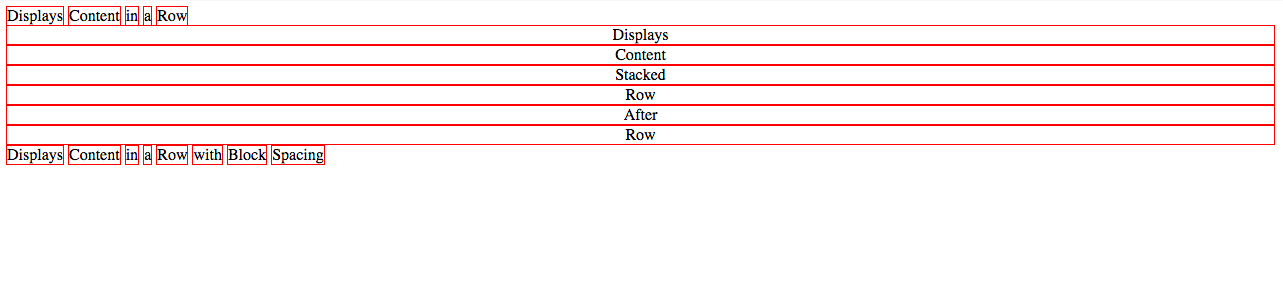 Displays Content in a Row
Displays
Content
Stacked
Row
After
Row
Displays Content in a Row with Block Spacing